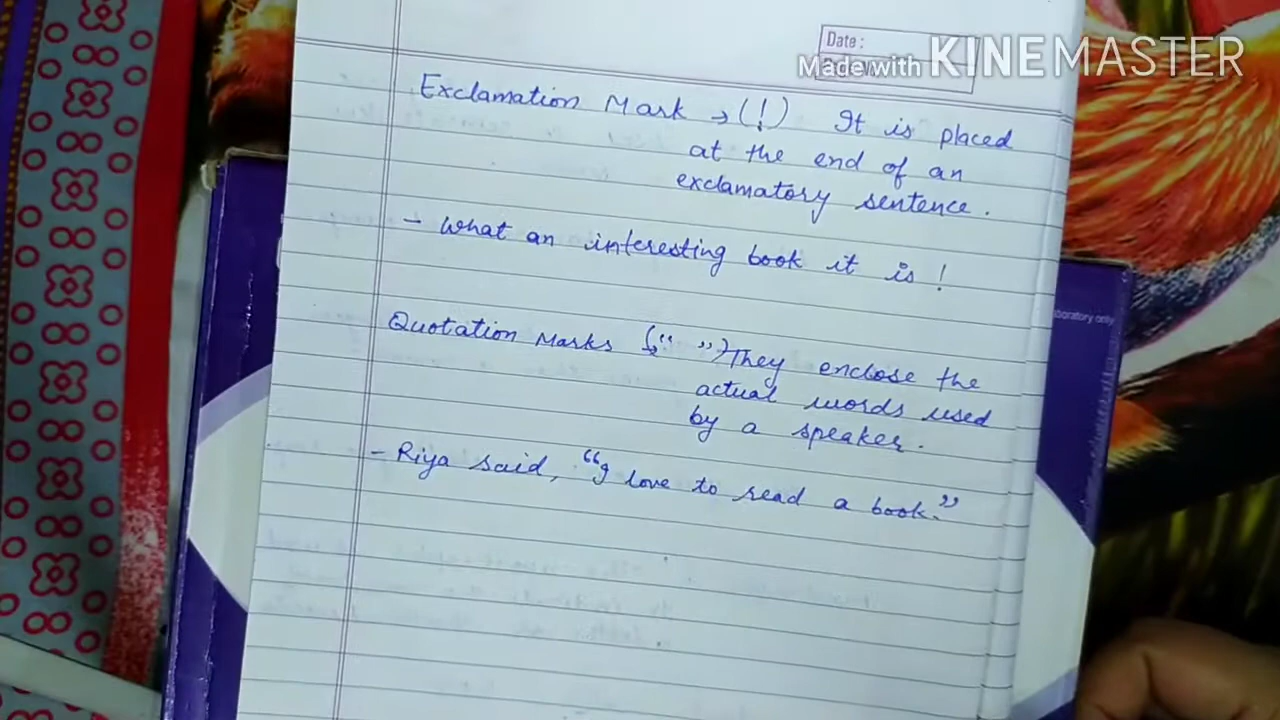 Date :
Made with KINEMASTER
Exclamation Mark → (!) It is placed
at the end of an
exclamatory sentence.
- What an interesting book it is!
Quotation Marks (“ ”) They enclose the
actual words used
by a speaker.
- Riya said, “I love to read a book.”
boratory only